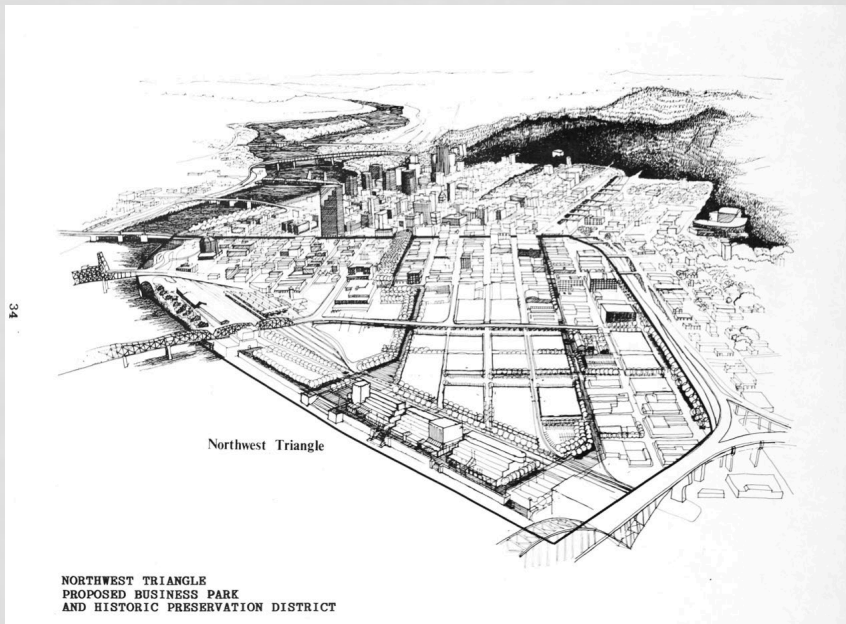 34
Northwest Triangle
NORTHWEST TRIANGLE
PROPOSED BUSINESS PARK
AND HISTORIC PRESERVATION DISTRICT